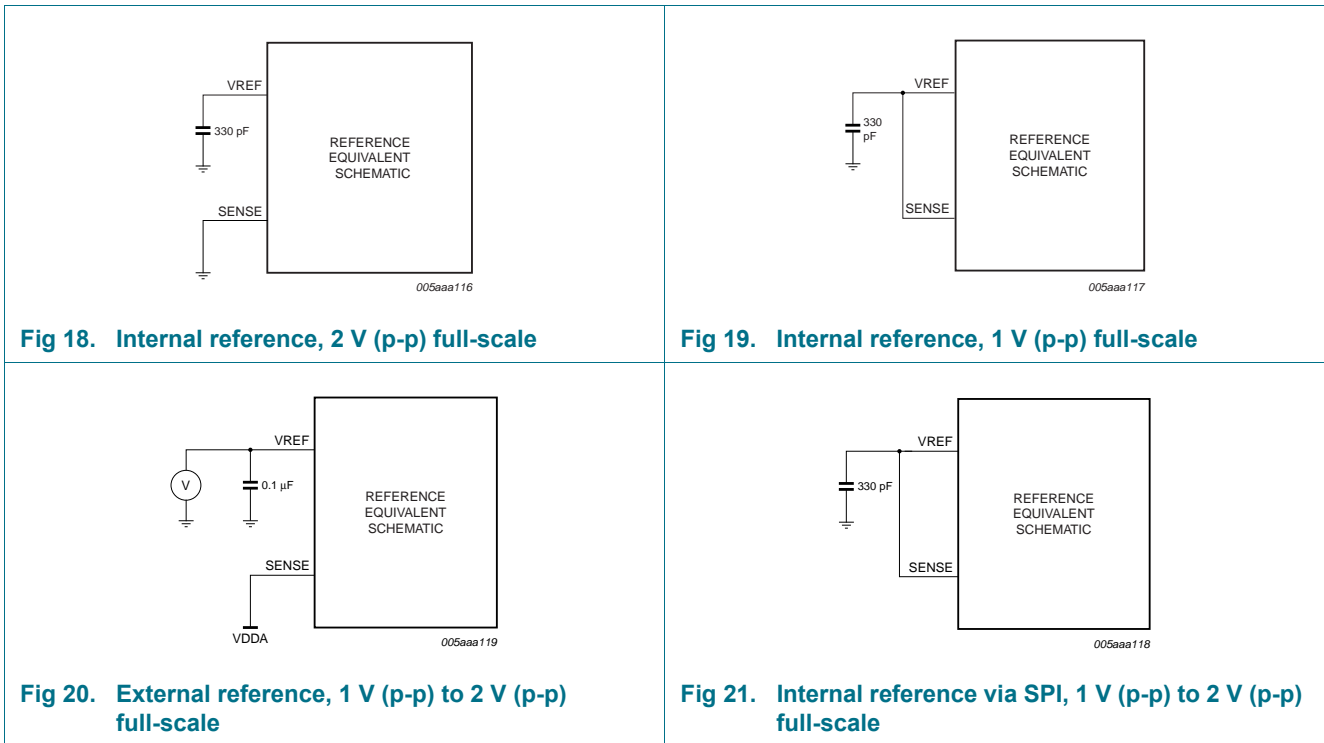 VREF
330 pF
REFERENCE
EQUIVALENT
SCHEMATIC
SENSE
005aaa116
Fig 18. Internal reference, 2 V (p-p) full-scale
VREF
330
pF
REFERENCE
EQUIVALENT
SCHEMATIC
SENSE
005aaa117
Fig 19. Internal reference, 1 V (p-p) full-scale
VREF
V
0.1 μF
REFERENCE
EQUIVALENT
SCHEMATIC
SENSE
VDDA
005aaa119
Fig 20. External reference, 1 V (p-p) to 2 V (p-p)
full-scale
VREF
330 pF
REFERENCE
EQUIVALENT
SCHEMATIC
SENSE
005aaa118
Fig 21. Internal reference via SPI, 1 V (p-p) to 2 V (p-p)
full-scale